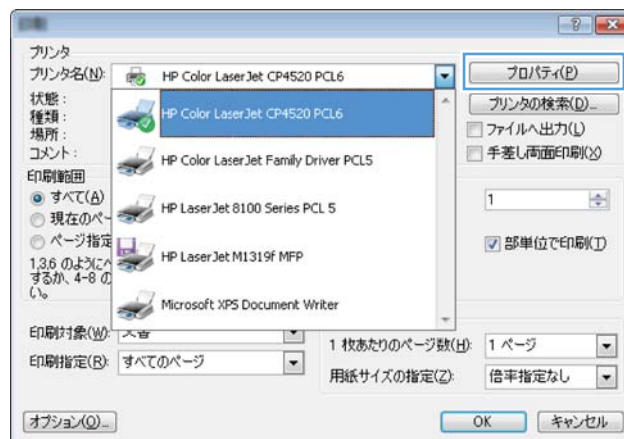 プリンタ
プリンタ名(N): HP Color LaserJet CP4520 PCL6 プロパティ(P)
状態 :
種類 :
場所 :
コメント :
HP Color LaserJet CP4520 PCL6
HP Color LaserJet Family Driver PCL5
HP LaserJet 8100 Series PCL 5
HP LaserJet M1319f MFP
Microsoft XPS Document Writer
プリンタの検索(D)...
ファイルへ出力(L)
手差し両面印刷(X)
印刷範囲
すべて(A)
現在のペー
ページ指定
1,3,6 のように
するか、4-8 の
い。
1
部単位で印刷(T)
印刷対象(W):
印刷指定(R): すべてのページ
1 枚あたりのページ数(H): 1 ページ
用紙サイズの指定(Z): 倍率指定なし
オプション(O)... OK キャンセル